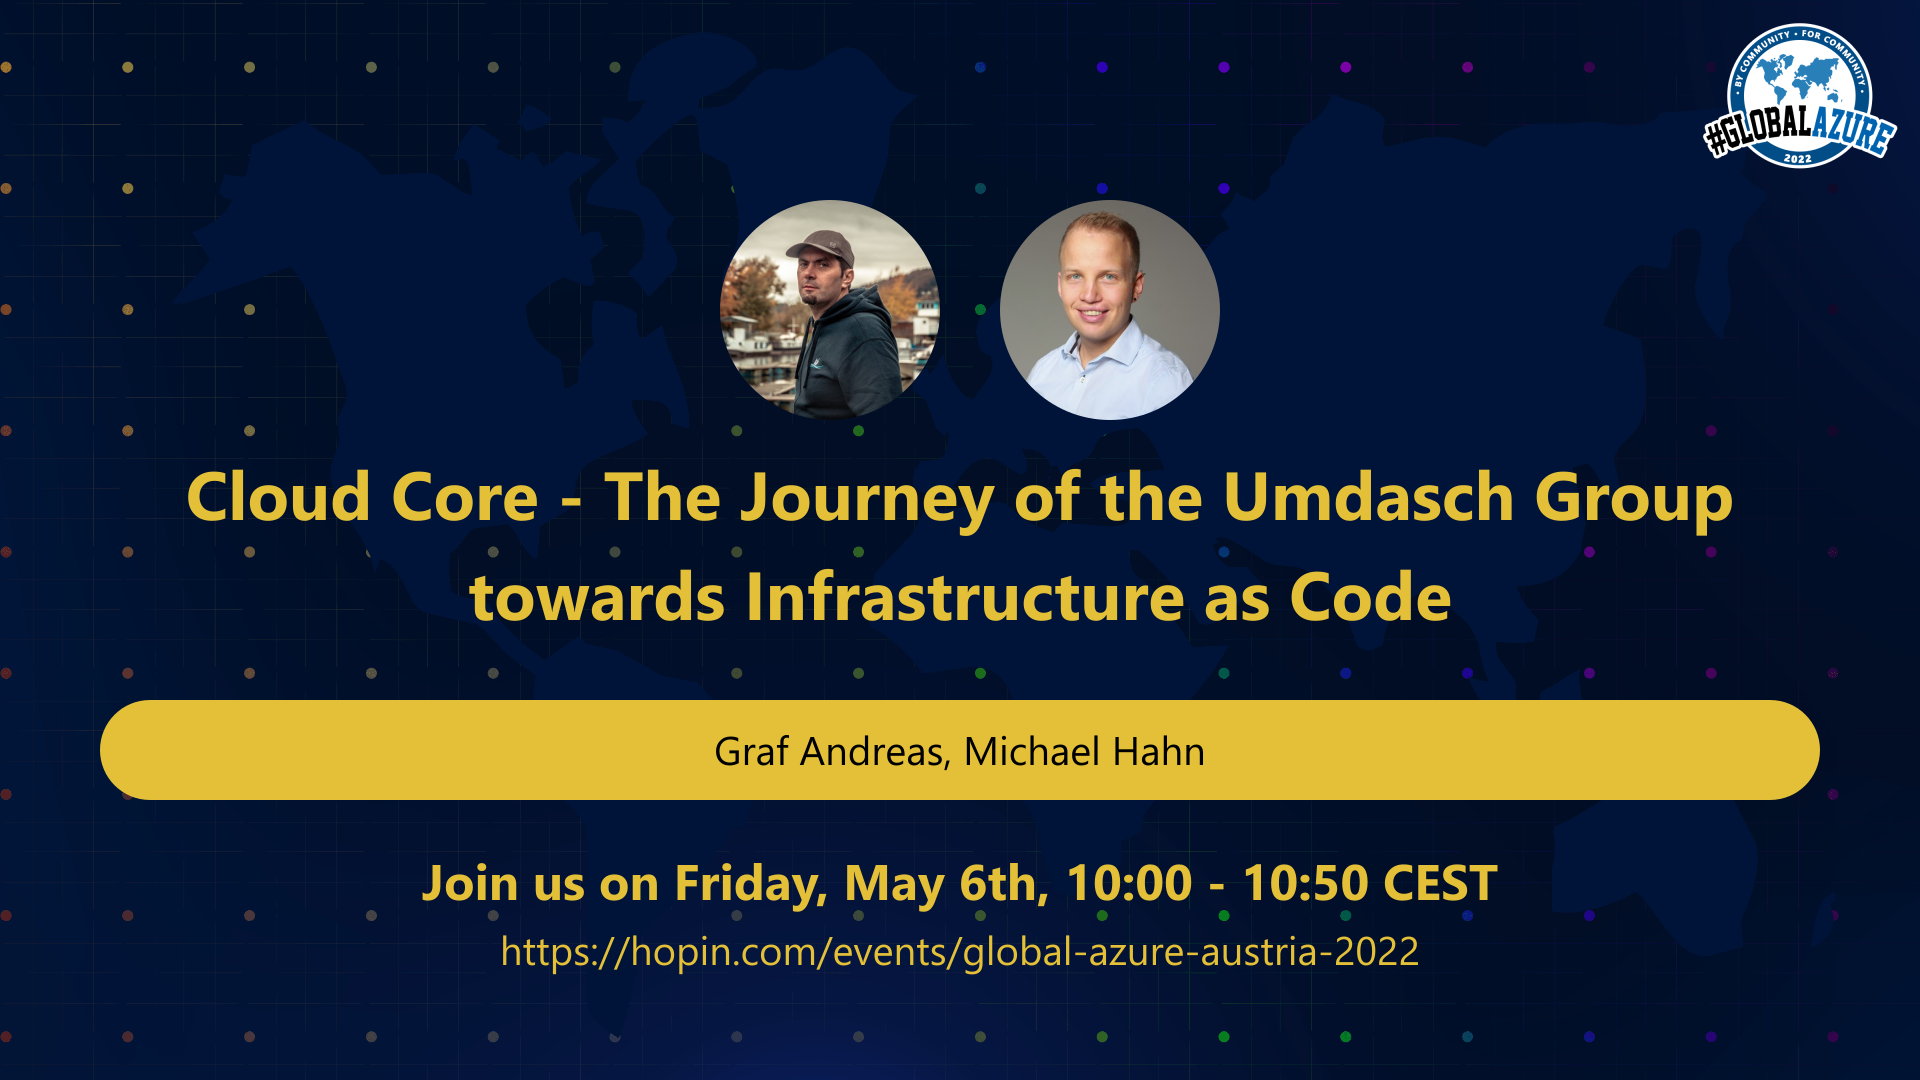 • BY COMMUNITY • FOR COMMUNITY •
#GLOBALAZURE
2022
Cloud Core - The Journey of the Umdasch Group
towards Infrastructure as Code
Graf Andreas, Michael Hahn
Join us on Friday, May 6th, 10:00 - 10:50 CEST
https://hopin.com/events/global-azure-austria-2022